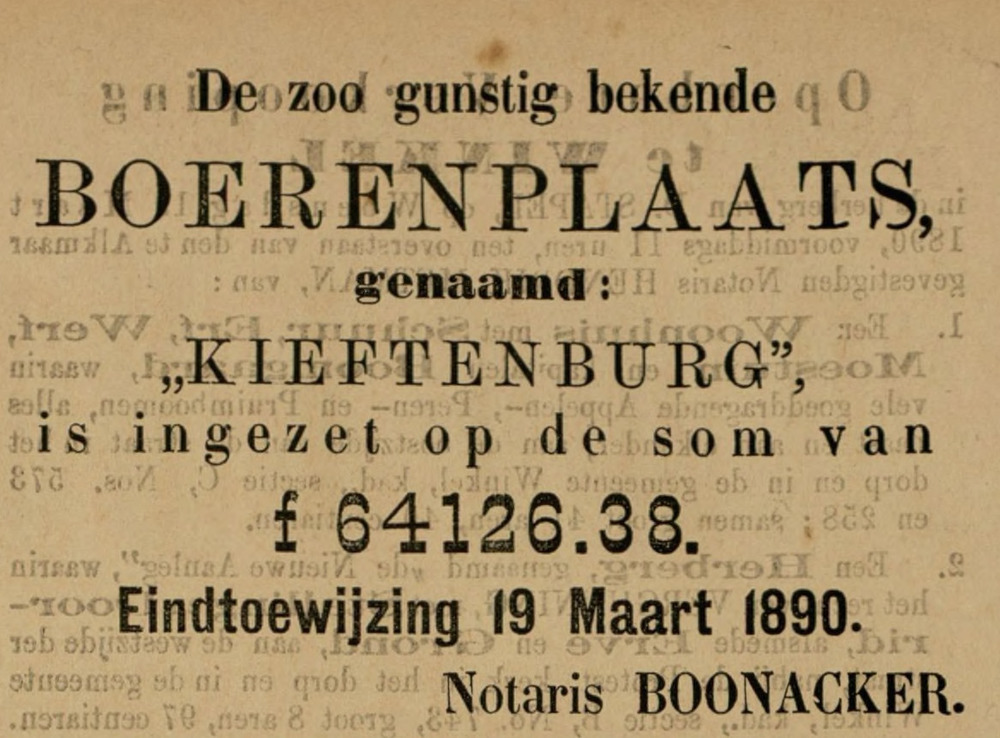 De zoo gunstig bekende
BOERENPLAATS,
genaamd:
„KIEFTENBURG”,
is ingezet op de som van
f 64126.38.
Eindtoewijzing 19 Maart 1890.
Notaris BOONACKER.